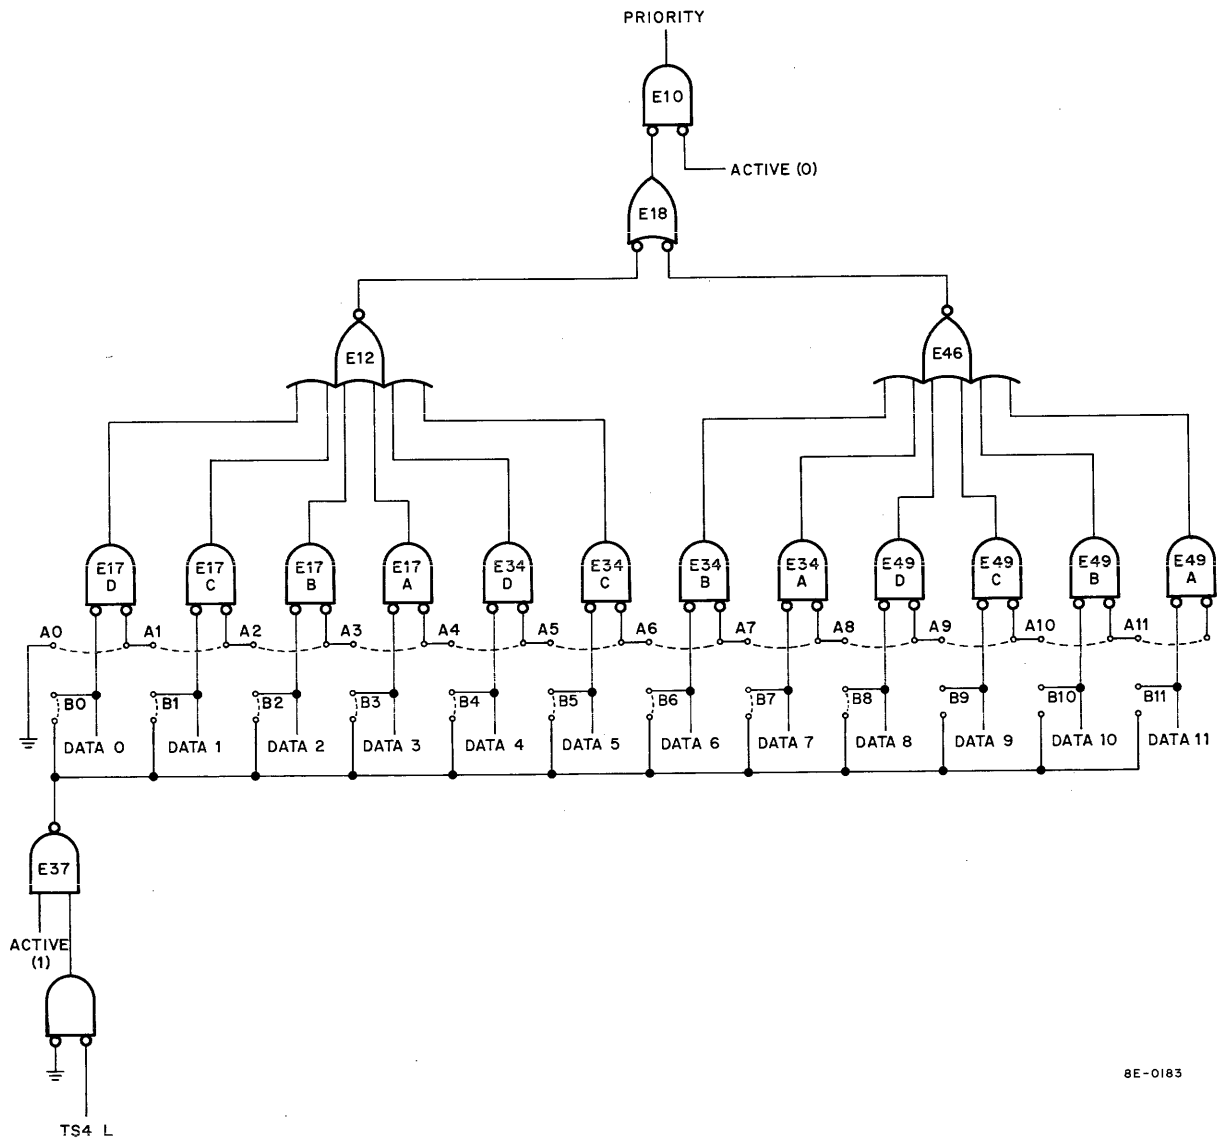 PRIORITY
E10
ACTIVE (0)
E18
E12
E46
E17 D
E17 C
E17 B
E17 A
E34 D
E34 C
E34 B
E34 A
E49 D
E49 C
E49 B
E49 A
A0 A1 A2 A3 A4 A5 A6 A7 A8 A9 A10 A11
B0 B1 B2 B3 B4 B5 B6 B7 B8 B9 B10 B11
DATA 0 DATA 1 DATA 2 DATA 3 DATA 4 DATA 5 DATA 6 DATA 7 DATA 8 DATA 9 DATA 10 DATA 11
E37
ACTIVE
(1)
8E-0183
TS4 L